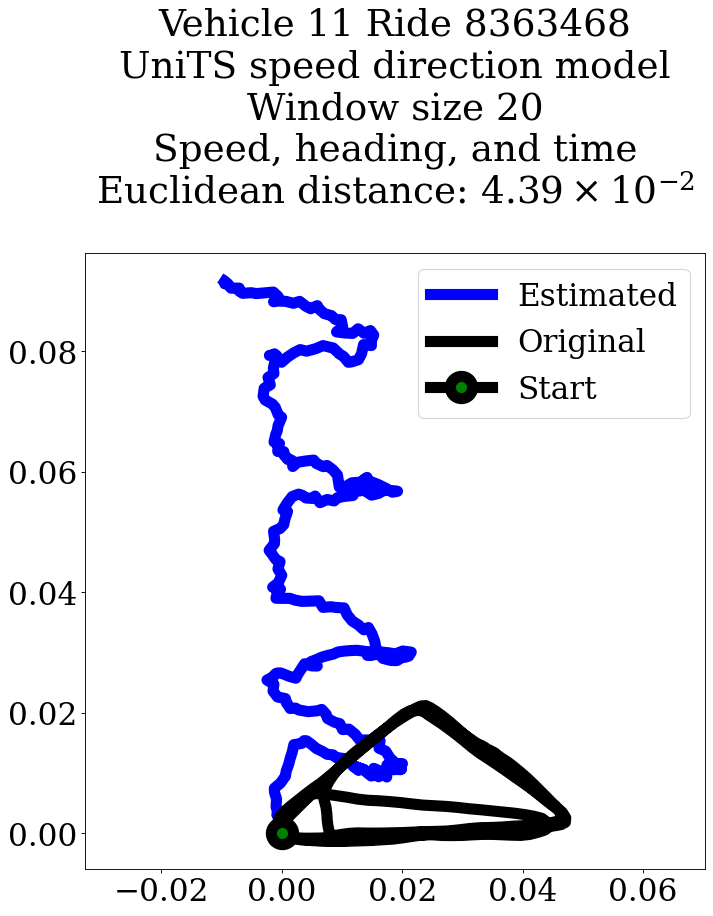 Vehicle 11 Ride 8363468
UniTS speed direction model
Window size 20
Speed, heading, and time
Euclidean distance: 4.39 × 10⁻²
Estimated
Original
Start
0.08
0.06
0.04
0.02
0.00
−0.02 0.00 0.02 0.04 0.06